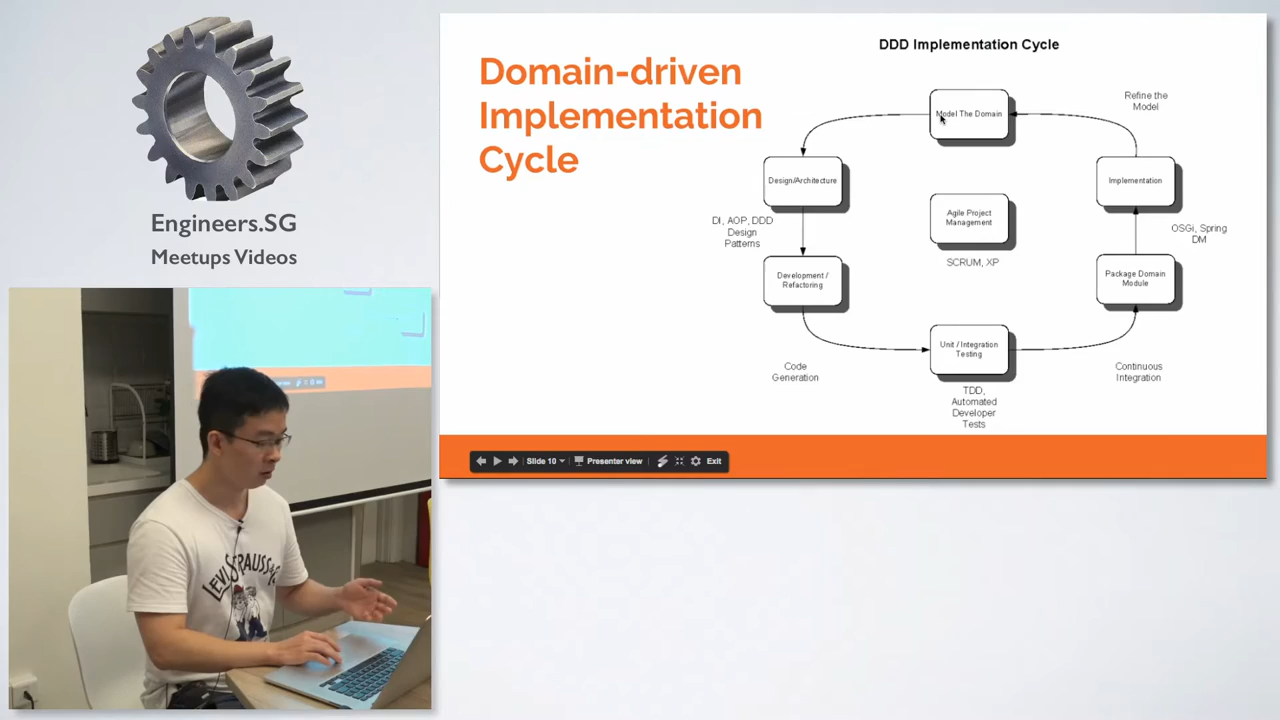 Engineers.SG
Meetups Videos
Domain-driven
Implementation
Cycle
DDD Implementation Cycle
Model The Domain
Refine the
Model
Design/Architecture
Implementation
DI, AOP, DDD
Design
Patterns
Agile Project
Management
SCRUM, XP
OSGi, Spring
DM
Development /
Refactoring
Package Domain
Module
Unit / Integration
Testing
Code
Generation
Continuous
Integration
TDD,
Automated
Developer
Tests
Slide 10
Presenter view
Exit
LEVI STRAUSS &